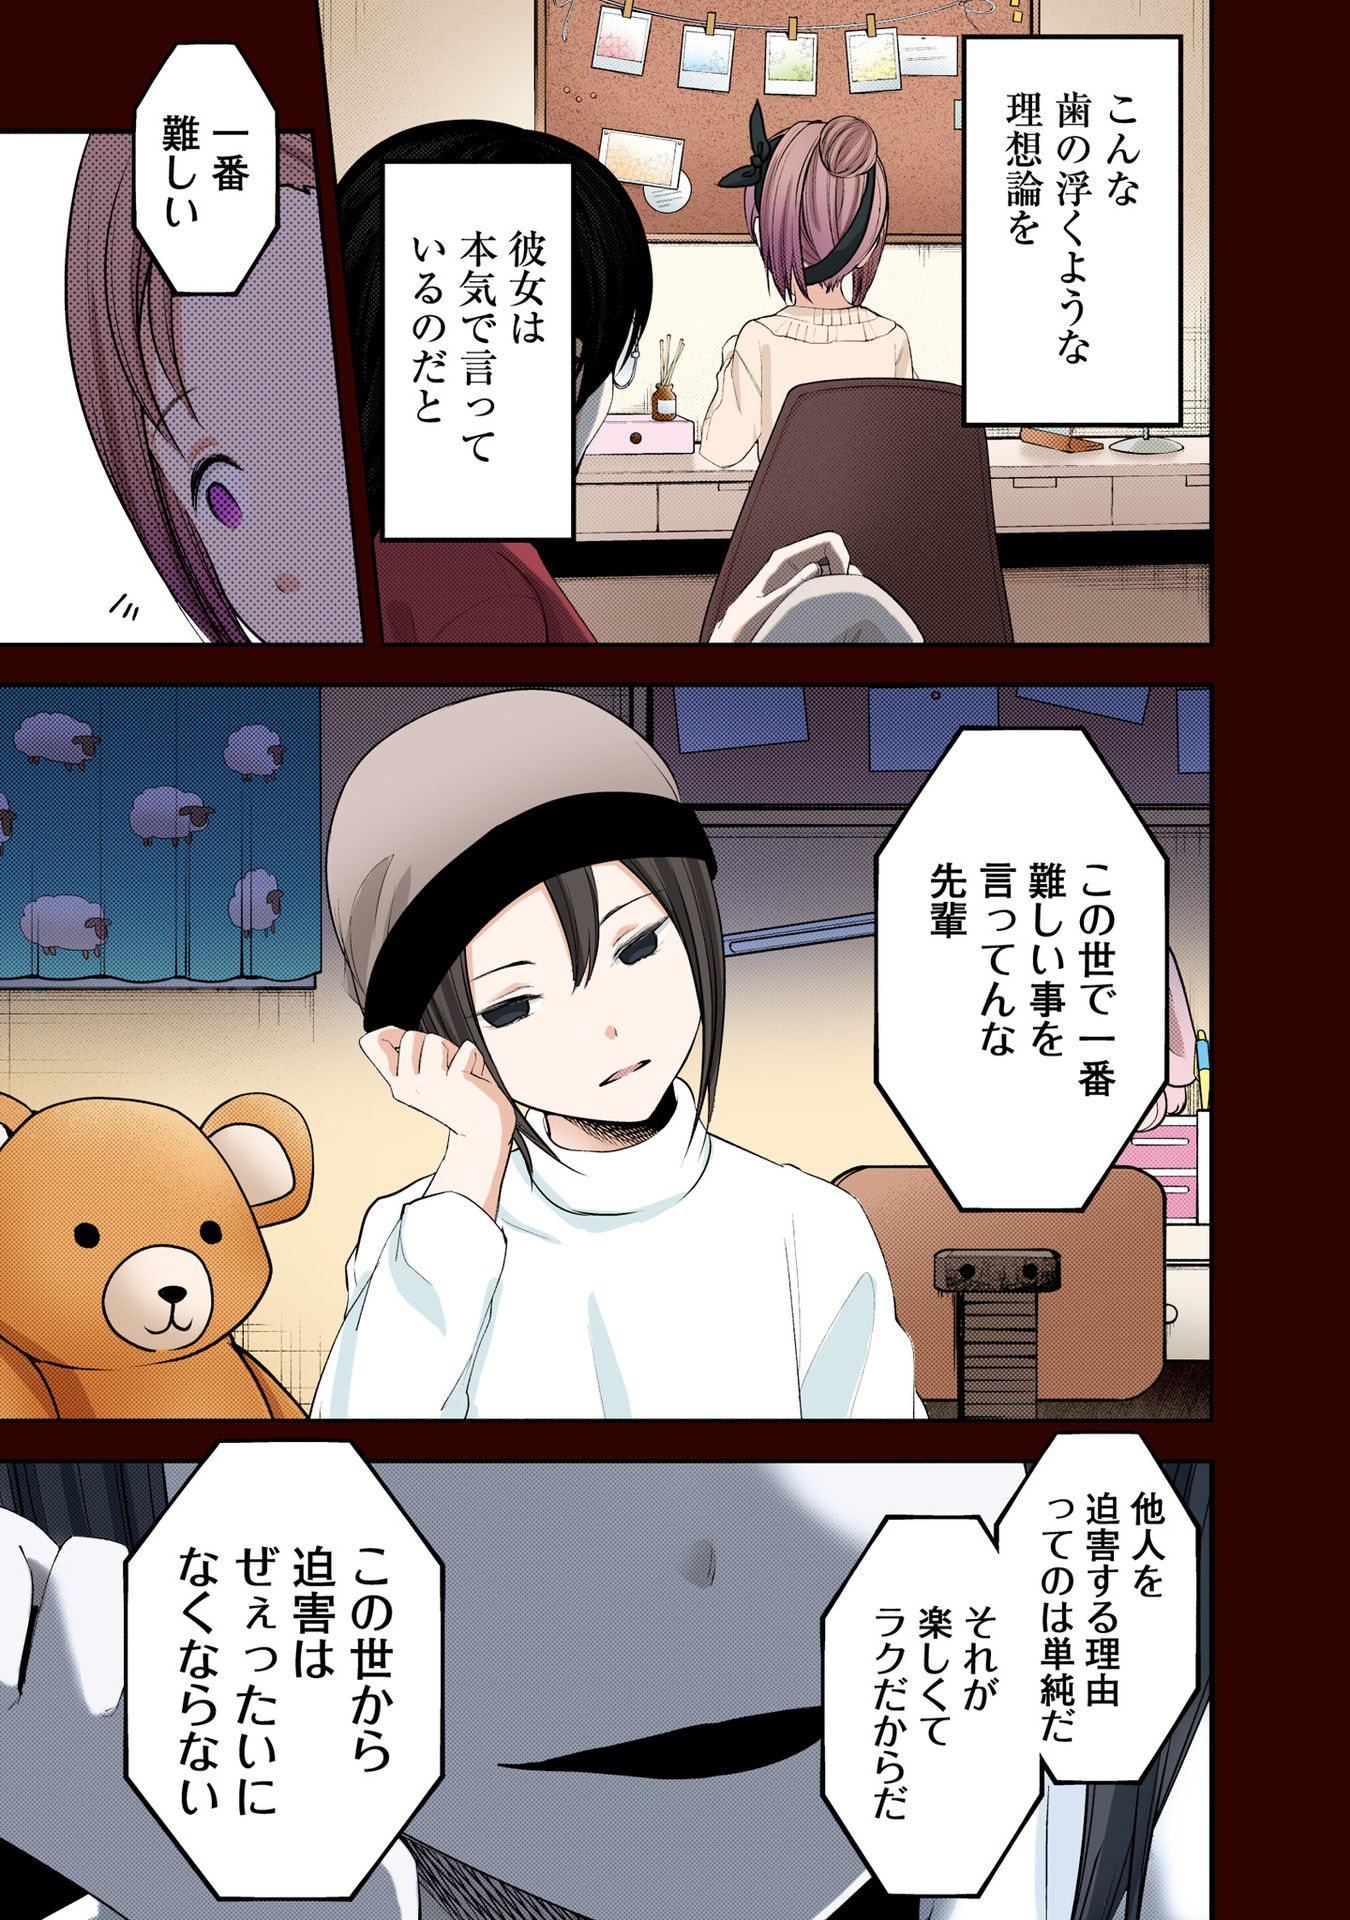 こんな
歯の浮くような
理想論を
彼女は
本気で言って
いるのだと
一番
難しい
この世で一番
難しい事を
言ってんな
先輩
他人を
迫害する理由
ってのは単純だ
それが
楽しくて
ラクだからだ
この世から
迫害は
ぜぇったいに
なくならない